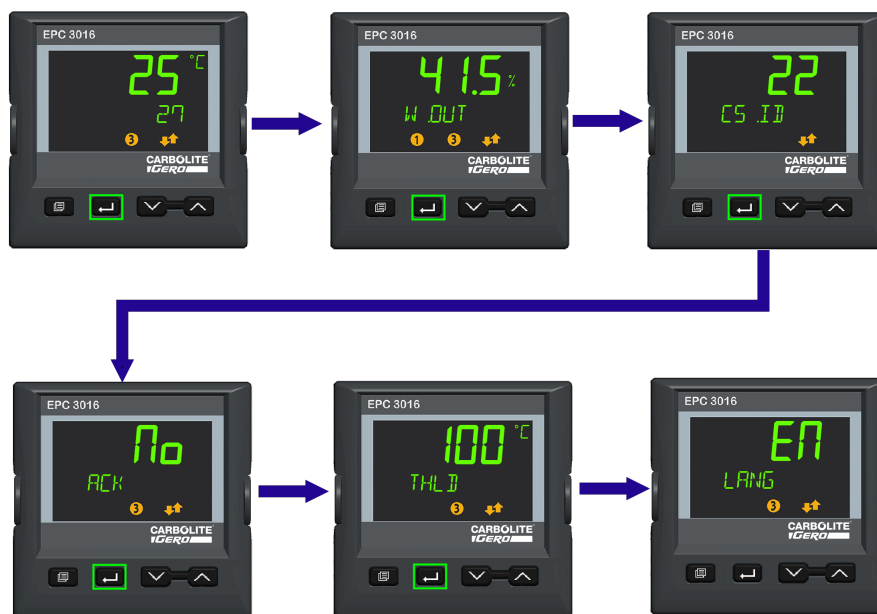 EPC 3016
25 °C
27
3
CARBOLITE
GERO
EPC 3016
41.5 %
W.OUT
1 3
CARBOLITE
GERO
EPC 3016
22
CS.ID
CARBOLITE
GERO
EPC 3016
No
ACK
3
CARBOLITE
GERO
EPC 3016
100 °C
THLD
3
CARBOLITE
GERO
EPC 3016
EN
LANG
3
CARBOLITE
GERO